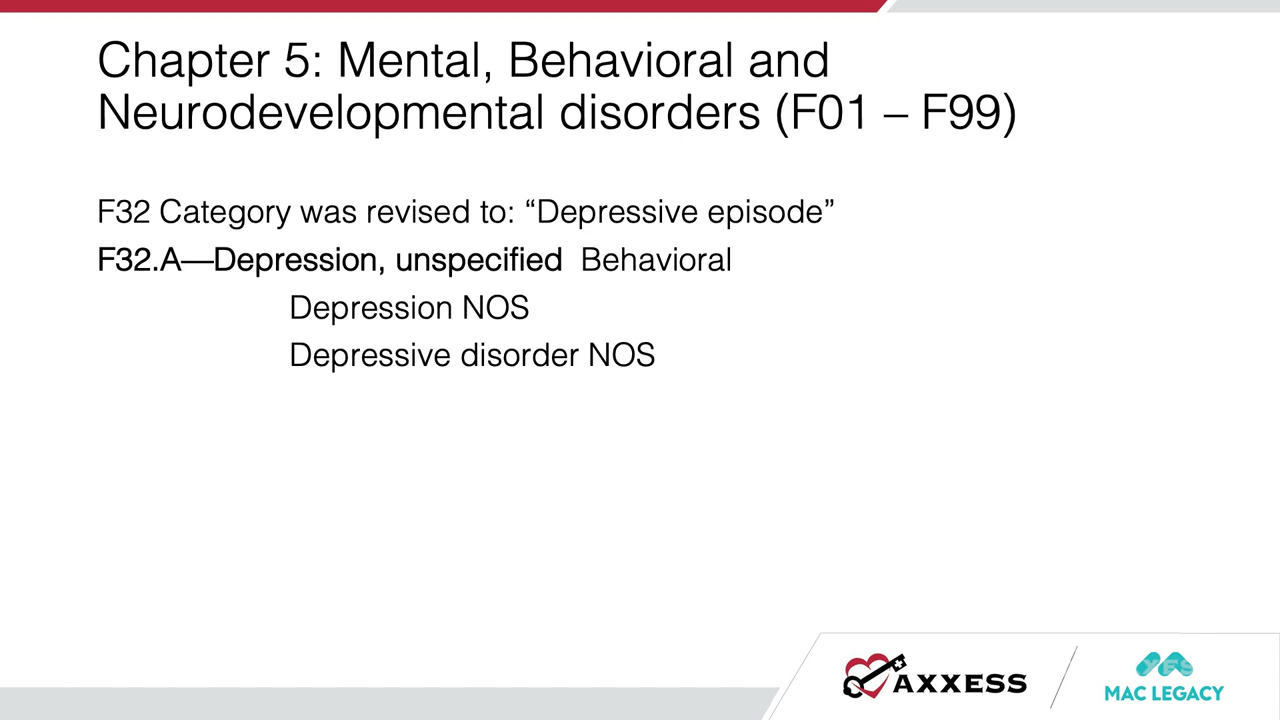 Chapter 5: Mental, Behavioral and
Neurodevelopmental disorders (F01 – F99)
F32 Category was revised to: “Depressive episode”
F32.A—Depression, unspecified Behavioral
Depression NOS
Depressive disorder NOS
AXXESS
MAC LEGACY